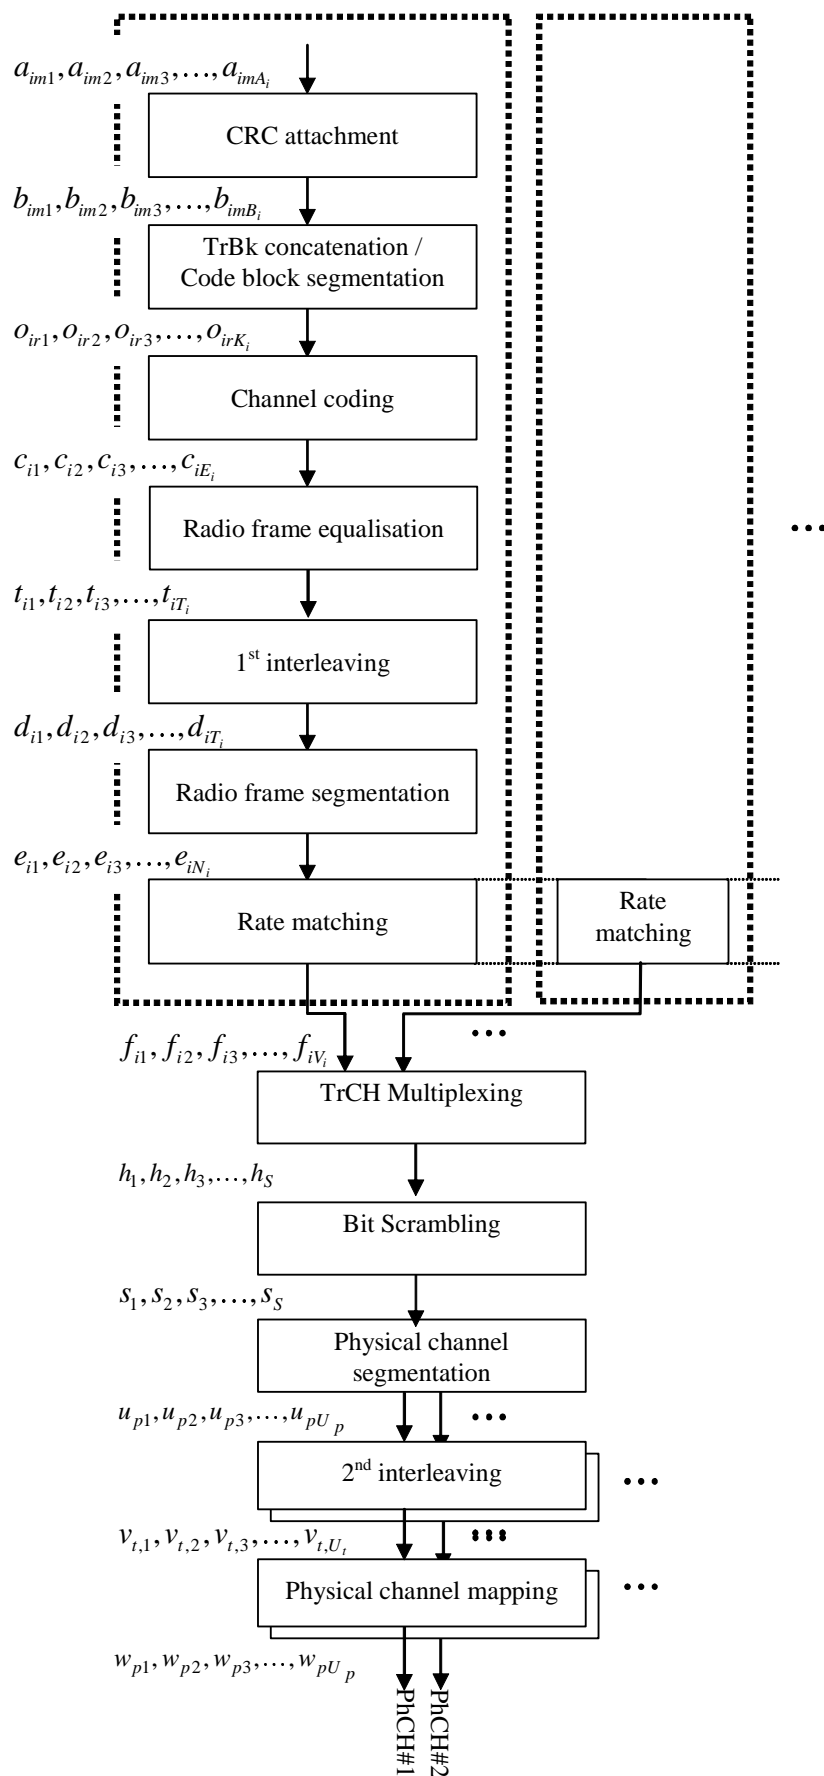 a_{im1}, a_{im2}, a_{im3}, …, a_{imA_i}
CRC attachment
b_{im1}, b_{im2}, b_{im3}, …, b_{imB_i}
TrBk concatenation /
Code block segmentation
o_{ir1}, o_{ir2}, o_{ir3}, …, o_{irK_i}
Channel coding
c_{i1}, c_{i2}, c_{i3}, …, c_{iE_i}
Radio frame equalisation
…
t_{i1}, t_{i2}, t_{i3}, …, t_{iT_i}
1st interleaving
d_{i1}, d_{i2}, d_{i3}, …, d_{iT_i}
Radio frame segmentation
e_{i1}, e_{i2}, e_{i3}, …, e_{iN_i}
Rate matching
Rate
matching
…
f_{i1}, f_{i2}, f_{i3}, …, f_{iV_i}
TrCH Multiplexing
h_1, h_2, h_3, …, h_S
Bit Scrambling
s_1, s_2, s_3, …, s_S
Physical channel
segmentation
u_{p1}, u_{p2}, u_{p3}, …, u_{pU_p}
…
2nd interleaving
…
v_{t,1}, v_{t,2}, v_{t,3}, …, v_{t,U_t}
…
Physical channel mapping
…
w_{p1}, w_{p2}, w_{p3}, …, w_{pU_p}
PhCH#1
PhCH#2